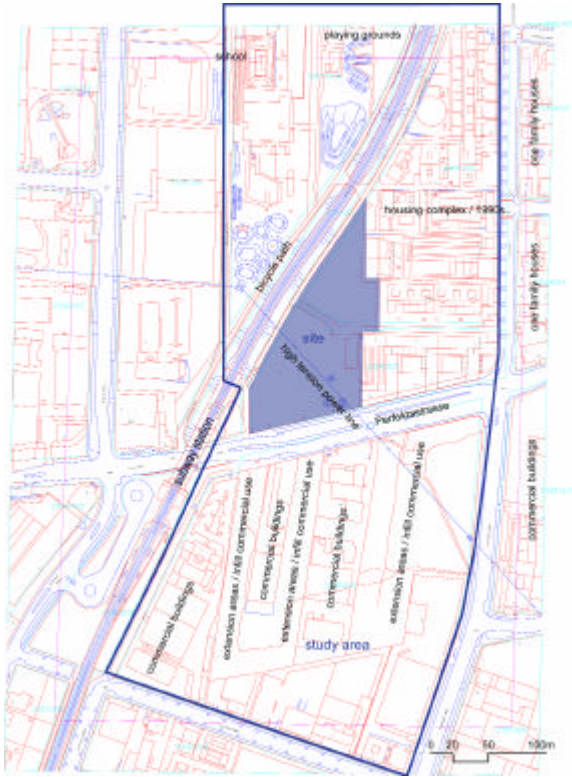 playing grounds
school
one family houses
housing complex / 1990s
bicycle path
one family houses
site
high tension power line
Perfektastrasse
subway station
commercial buildings
extension areas / infill commercial use
commercial buildings
extension areas / infill commercial use
commercial buildings
extension areas / infill commercial use
commercial buildings
study area
0 20 50 100m